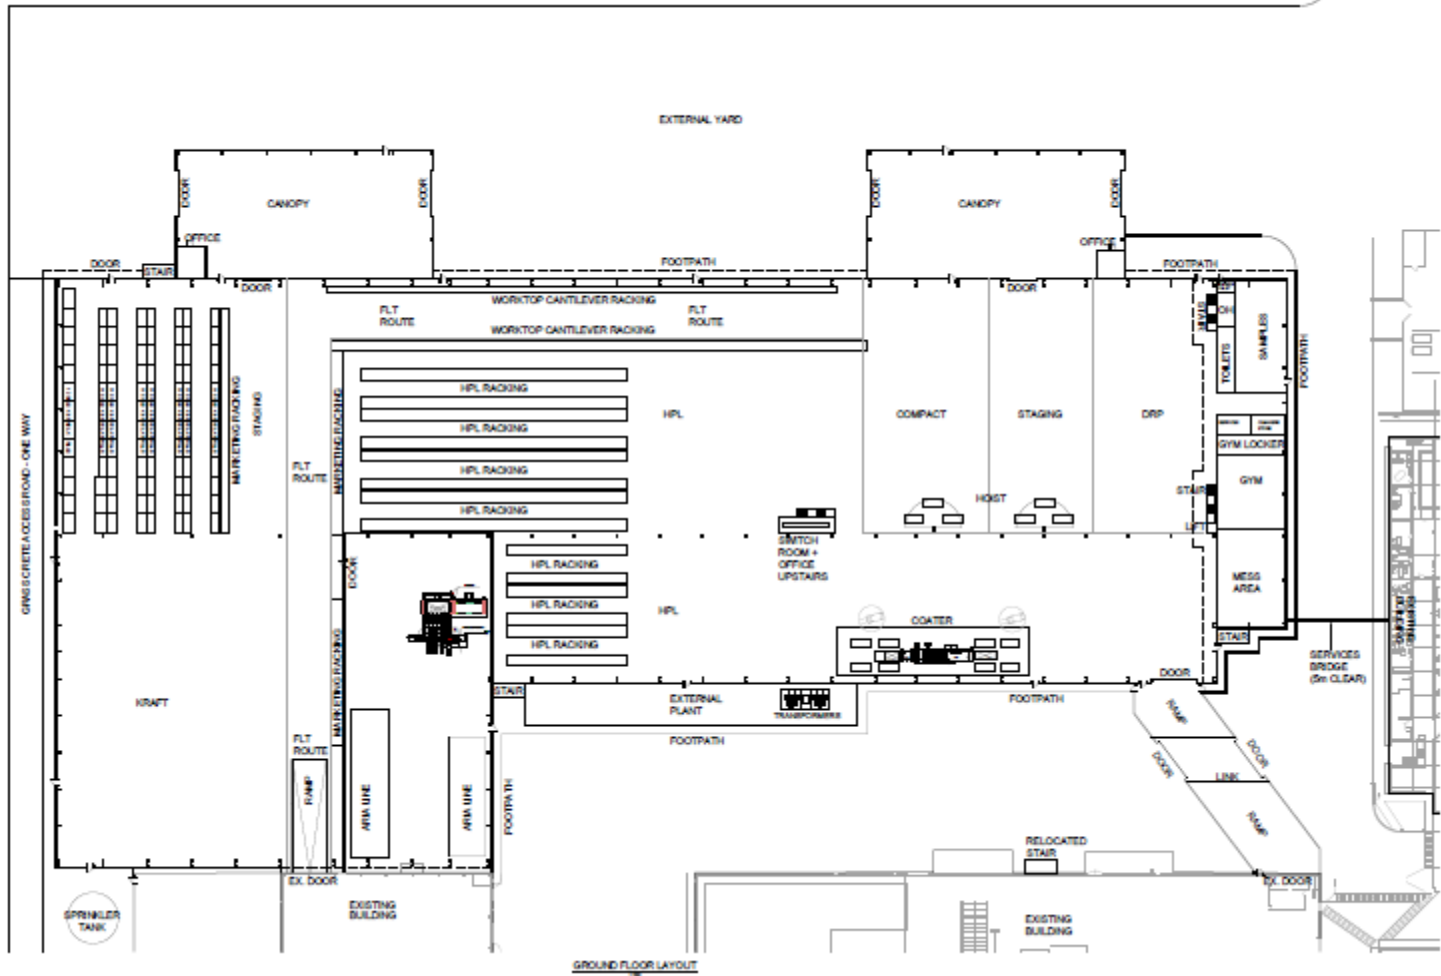 EXTERNAL YARD
DOOR
CANOPY
DOOR
DOOR
CANOPY
DOOR
OFFICE
OFFICE
DOOR
STAIR
FOOTPATH
FOOTPATH
DOOR
DOOR
WORKTOP CANTILEVER RACKING
FLT
ROUTE
FLT
ROUTE
WORKTOP CANTILEVER RACKING
STAIR
TOILETS
SAMPLES
FOOTPATH
MARKETING RACKING
STAGING
MARKETING RACKING
HPL RACKING
HPL RACKING
HPL RACKING
HPL RACKING
HPL
COMPACT
STAGING
DRP
GYM LOCKER
GYM
FLT
ROUTE
GRASSCRETE ACCESS ROAD - ONE WAY
HOIST
STAIR
LIFT
SWITCH
ROOM +
OFFICE
UPSTAIRS
DOOR
HPL RACKING
HPL RACKING
HPL RACKING
HPL
MESS
AREA
COATER
STAIR
SERVICES
BRIDGE
(5m CLEAR)
MARKETING RACKING
KRAFT
STAIR
EXTERNAL
PLANT
TRANSFORMERS
FOOTPATH
DOOR
FOOTPATH
RAMP
DOOR
DOOR
LINK
RAMP
FLT
ROUTE
RAMP
ARIA LINE
ARIA LINE
FOOTPATH
RELOCATED
STAIR
EX. DOOR
EX. DOOR
SPRINKLER
TANK
EXISTING
BUILDING
EXISTING
BUILDING
GROUND FLOOR LAYOUT